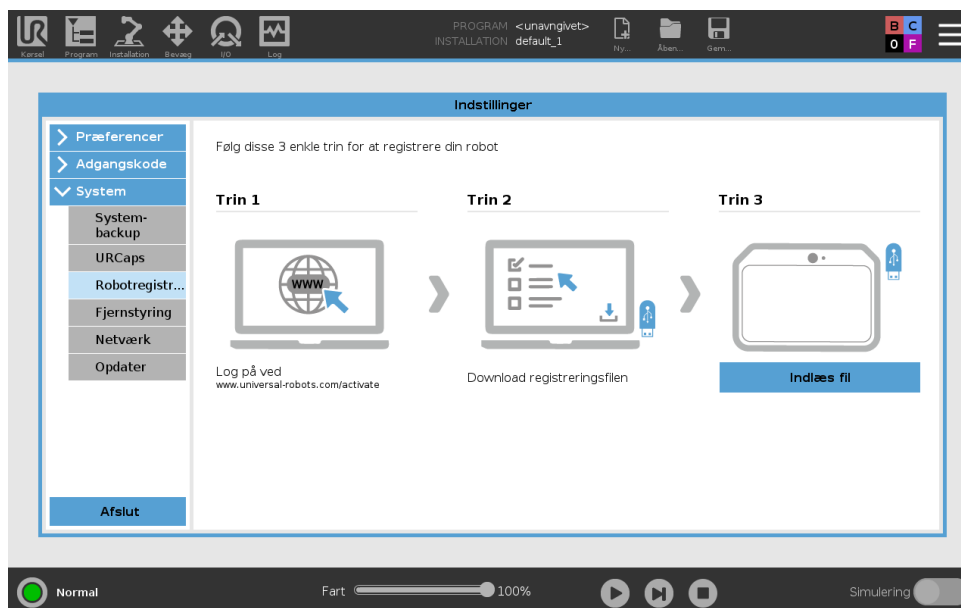 UR
Kørsel
Program
Installation
Bevæg
I/O
Log
PROGRAM <unavngivet>
INSTALLATION default_1
Ny...
Åben...
Gem...
B C
0 F
Indstillinger
Præferencer
Adgangskode
System
System-
backup
URCaps
Robotregistr...
Fjernstyring
Netværk
Opdater
Afslut
Følg disse 3 enkle trin for at registrere din robot
Trin 1
Trin 2
Trin 3
www
Log på ved
www.universal-robots.com/activate
Download registreringsfilen
Indlæs fil
Normal
Fart
100%
Simulering